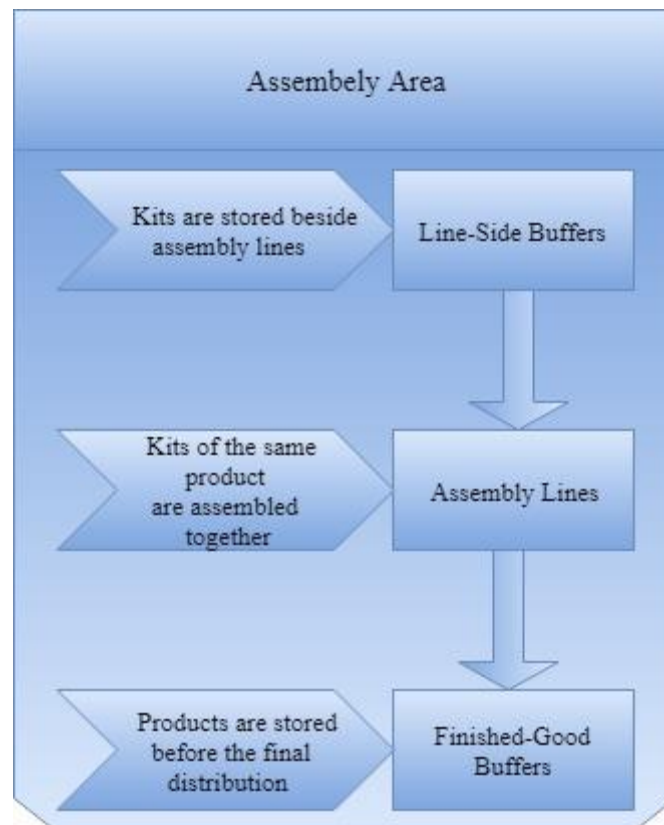 Assembely Area
Kits are stored beside
assembly lines
Line-Side Buffers
Kits of the same
product
are assembled
together
Assembly Lines
Products are stored
before the final
distribution
Finished-Good
Buffers